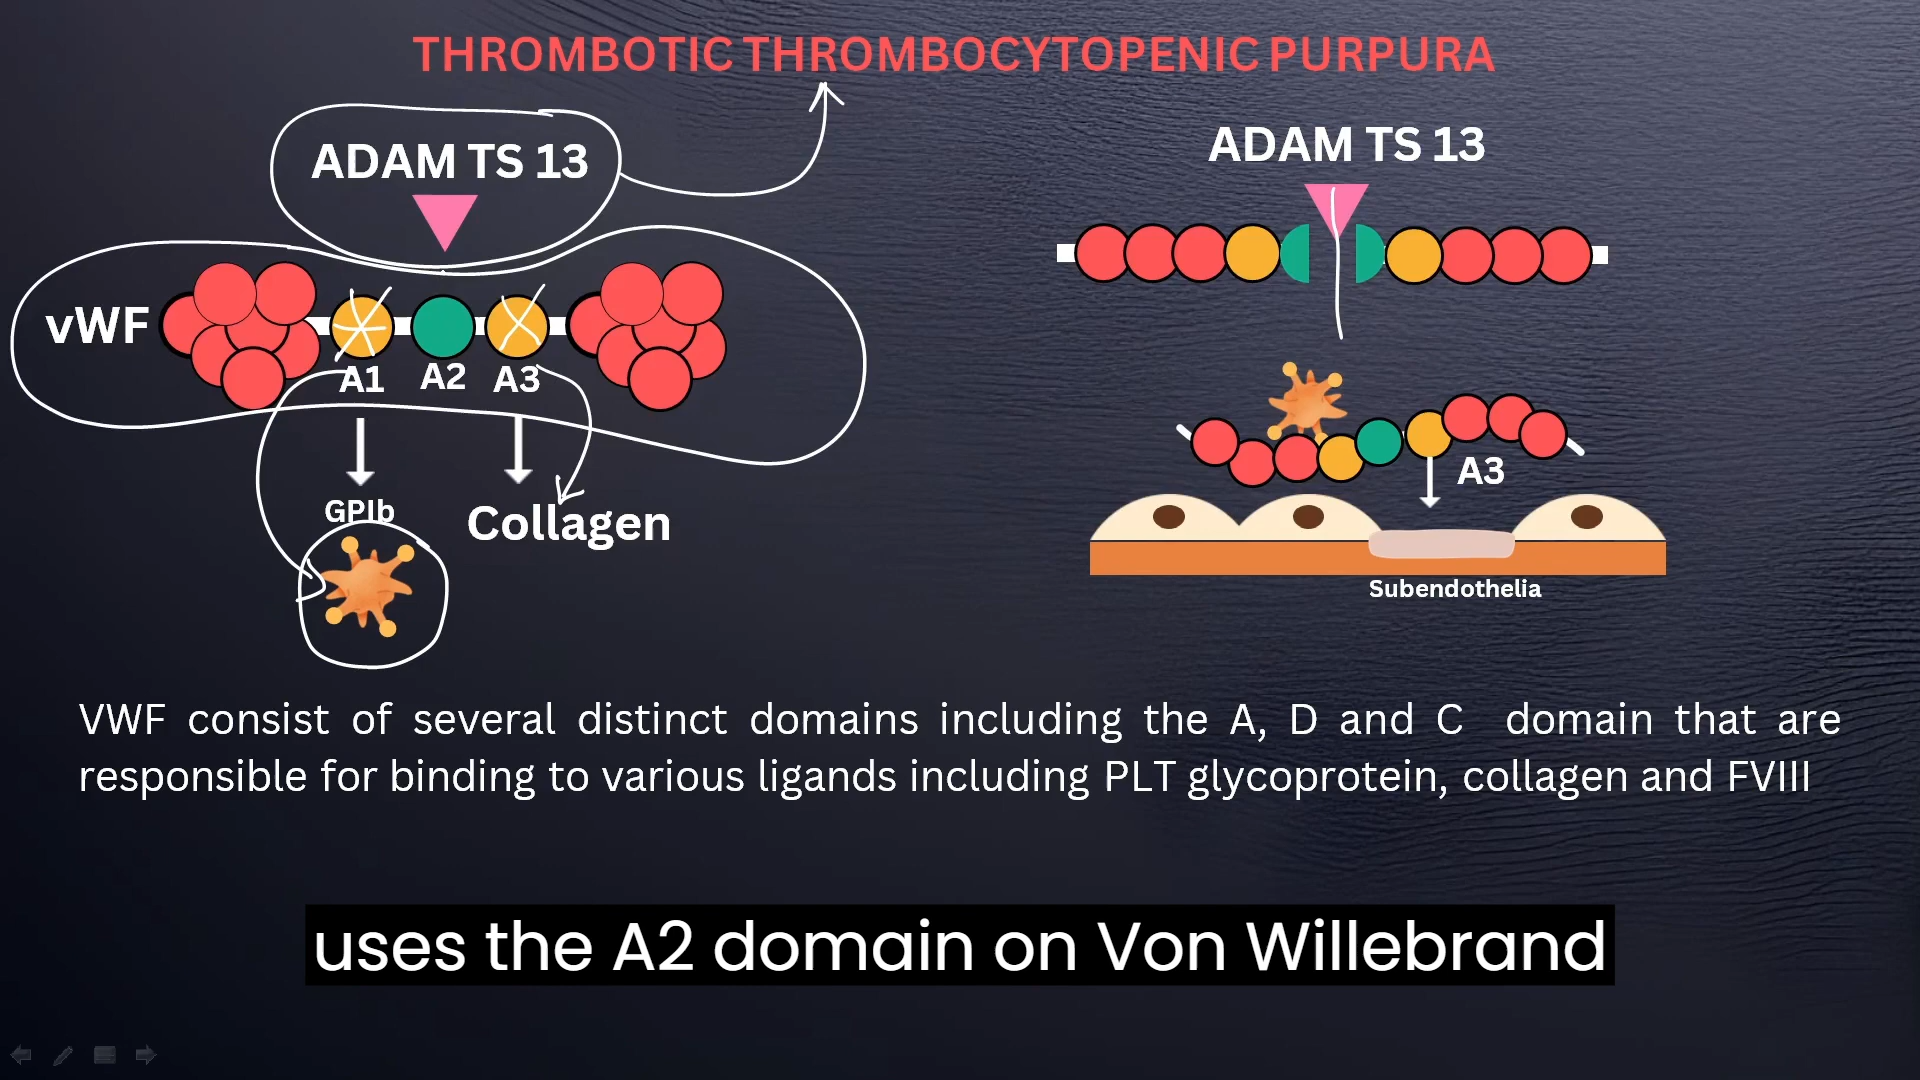 THROMBOTIC THROMBOCYTOPENIC PURPURA
ADAM TS 13
vWF
A1
A2
A3
GPIb
Collagen
ADAM TS 13
A3
Subendothelia
VWF consist of several distinct domains including the A, D and C domain that are
responsible for binding to various ligands including PLT glycoprotein, collagen and FVIII
uses the A2 domain on Von Willebrand